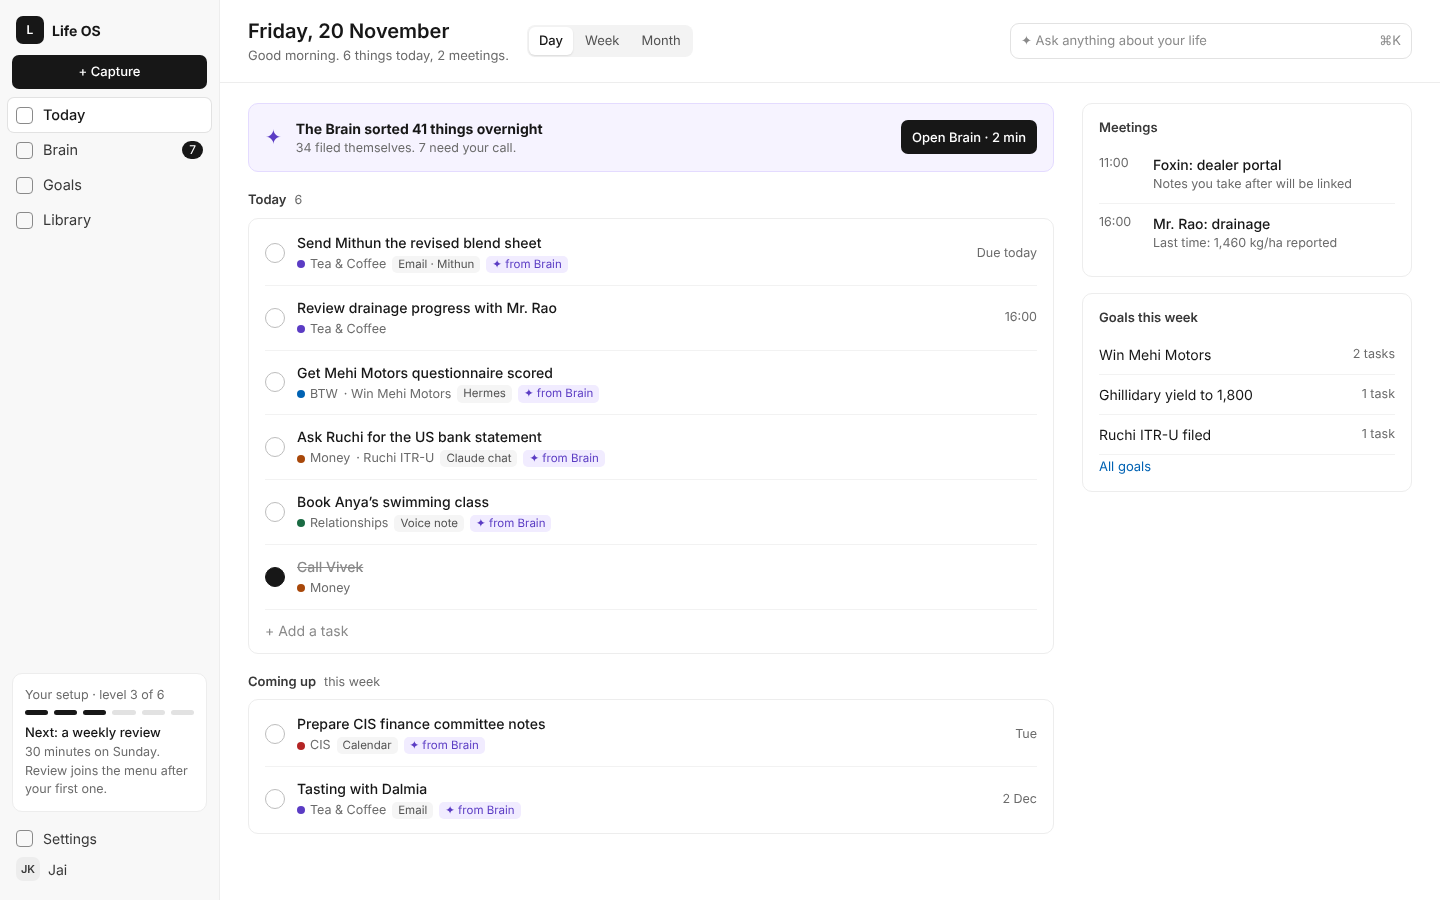 L
Life OS
+ Capture
Today
Brain
7
Goals
Library
Your setup · level 3 of 6
Next: a weekly review
30 minutes on Sunday.
Review joins the menu after
your first one.
Settings
JK
Jai
Friday, 20 November
Good morning. 6 things today, 2 meetings.
Day
Week
Month
✦ Ask anything about your life
⌘K
✦
The Brain sorted 41 things overnight
34 filed themselves. 7 need your call.
Open Brain · 2 min
Today 6
Send Mithun the revised blend sheet
Tea & Coffee Email · Mithun ✦ from Brain
Due today
Review drainage progress with Mr. Rao
Tea & Coffee
16:00
Get Mehi Motors questionnaire scored
BTW · Win Mehi Motors Hermes ✦ from Brain
Ask Ruchi for the US bank statement
Money · Ruchi ITR-U Claude chat ✦ from Brain
Book Anya’s swimming class
Relationships Voice note ✦ from Brain
Call Vivek
Money
+ Add a task
Coming up this week
Prepare CIS finance committee notes
CIS Calendar ✦ from Brain
Tue
Tasting with Dalmia
Tea & Coffee Email ✦ from Brain
2 Dec
Meetings
11:00
Foxin: dealer portal
Notes you take after will be linked
16:00
Mr. Rao: drainage
Last time: 1,460 kg/ha reported
Goals this week
Win Mehi Motors 2 tasks
Ghillidary yield to 1,800 1 task
Ruchi ITR-U filed 1 task
All goals